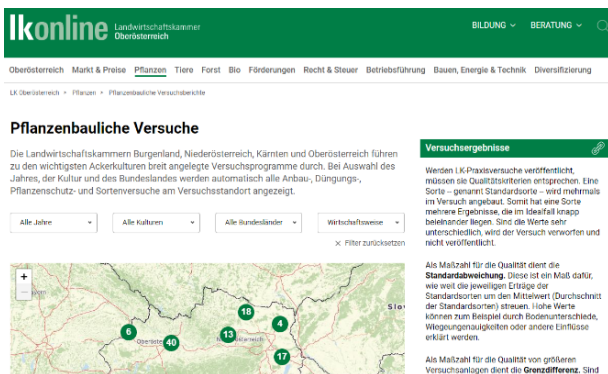 lkonline Landwirtschaftskammer
Oberösterreich
BILDUNG BERATUNG
Oberösterreich Markt & Preise Pflanzen Tiere Forst Bio Förderungen Recht & Steuer Betriebsführung Bauen, Energie & Technik Diversifizierung
LK Oberösterreich > Pflanzen > Pflanzenbauliche Versuchsberichte
Pflanzenbauliche Versuche
Die Landwirtschaftskammern Burgenland, Niederösterreich, Kärnten und Oberösterreich führen
zu den wichtigsten Ackerkulturen breit angelegte Versuchsprogramme durch. Bei Auswahl des
Jahres, der Kultur und des Bundeslandes werden automatisch alle Anbau-, Düngungs-,
Pflanzenschutz- und Sortenversuche am Versuchsstandort angezeigt.
Alle Jahre Alle Kulturen Alle Bundesländer Wirtschaftsweise
× Filter zurücksetzen
+
−
18
4
6
40
13
17
Versuchsergebnisse
Werden LK-Praxisversuche veröffentlicht,
müssen sie Qualitätskriterien entsprechen. Eine
Sorte – genannt Standardsorte – wird mehrmals
im Versuch angebaut. Somit hat eine Sorte
mehrere Ergebnisse, die im Idealfall knapp
beieinander liegen. Sind die Werte sehr
unterschiedlich, wird der Versuch verworfen und
nicht veröffentlicht.
Als Maßzahl für die Qualität dient die
Standardabweichung. Diese ist ein Maß dafür,
wie weit die jeweiligen Erträge der
Standardsorten um den Mittelwert (Durchschnitt
der Standardsorten) streuen. Hohe Werte
können zum Beispiel durch Bodenunterschiede,
Wiegeungenauigkeiten oder andere Einflüsse
erklärt werden.
Als Maßzahl für die Qualität von größeren
Versuchsanlagen dient die Grenzdifferenz. Sind